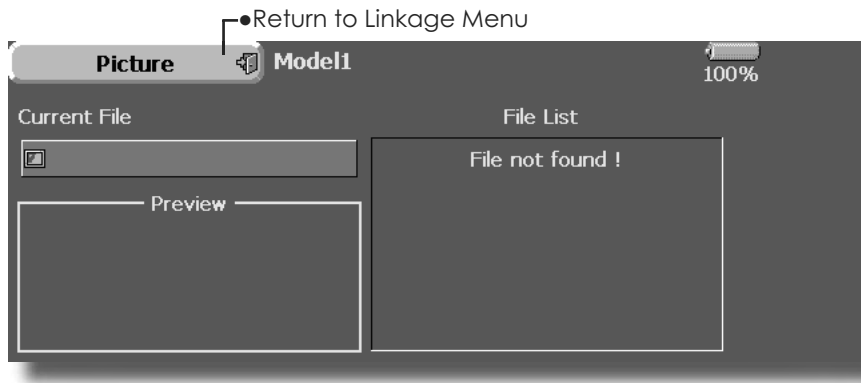 ●Return to Linkage Menu
Picture
Model1
100%
Current File
File List
File not found !
Preview